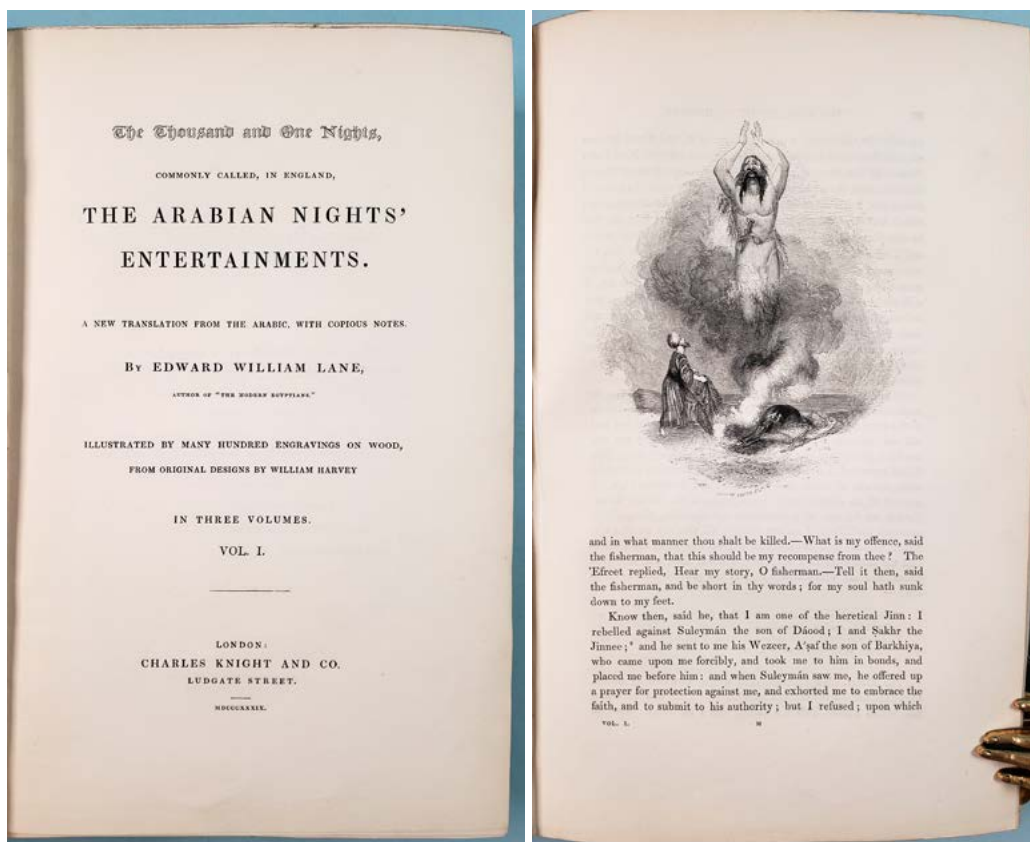 The Thousand and One Nights,
COMMONLY CALLED, IN ENGLAND,
THE ARABIAN NIGHTS’
ENTERTAINMENTS.
A NEW TRANSLATION FROM THE ARABIC, WITH COPIOUS NOTES.
BY EDWARD WILLIAM LANE,
AUTHOR OF "THE MODERN EGYPTIANS."
ILLUSTRATED BY MANY HUNDRED ENGRAVINGS ON WOOD,
FROM ORIGINAL DESIGNS BY WILLIAM HARVEY
IN THREE VOLUMES.
VOL. I.
LONDON:
CHARLES KNIGHT AND CO.
LUDGATE STREET.
MDCCCXXXIX.
and in what manner thou shalt be killed.—What is my offence, said
the fisherman, that this should be my recompense from thee? The
'Efreet replied, Hear my story, O fisherman.—Tell it then, said
the fisherman, and be short in thy words; for my soul hath sunk
down to my feet.
Know then, said he, that I am one of the heretical Jinn: I
rebelled against Suleymán the son of Dáood; I and Ṣakhr the
Jinnee; and he sent to me his Wezeer, A'ṣaf the son of Barkhiya,
who came upon me forcibly, and took me to him in bonds, and
placed me before him: and when Suleymán saw me, he offered up
a prayer for protection against me, and exhorted me to embrace the
faith, and to submit to his authority; but I refused; upon which
VOL. I. M